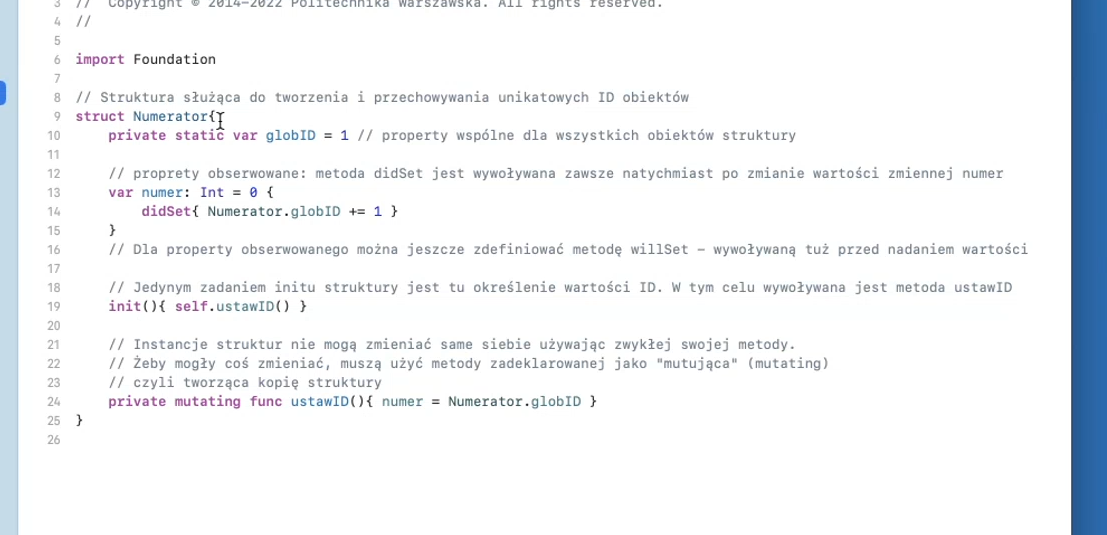 3 //  Copyright © 2014-2022 Politechnika Warszawska. All rights reserved.
4 //
5
6 import Foundation
7
8 // Struktura służąca do tworzenia i przechowywania unikatowych ID obiektów
9 struct Numerator{
10 private static var globID = 1 // property wspólne dla wszystkich obiektów struktury
11
12 // proprety obserwowane: metoda didSet jest wywoływana zawsze natychmiast po zmianie wartości zmiennej numer
13 var numer: Int = 0 {
14 didSet{ Numerator.globID += 1 }
15 }
16 // Dla property obserwowanego można jeszcze zdefiniować metodę willSet – wywoływaną tuż przed nadaniem wartości
17
18 // Jedynym zadaniem initu struktury jest tu określenie wartości ID. W tym celu wywoływana jest metoda ustawID
19 init(){ self.ustawID() }
20
21 // Instancje struktur nie mogą zmieniać same siebie używając zwykłej swojej metody.
22 // Żeby mogły coś zmieniać, muszą użyć metody zadeklarowanej jako "mutująca" (mutating)
23 // czyli tworząca kopię struktury
24 private mutating func ustawID(){ numer = Numerator.globID }
25 }
26